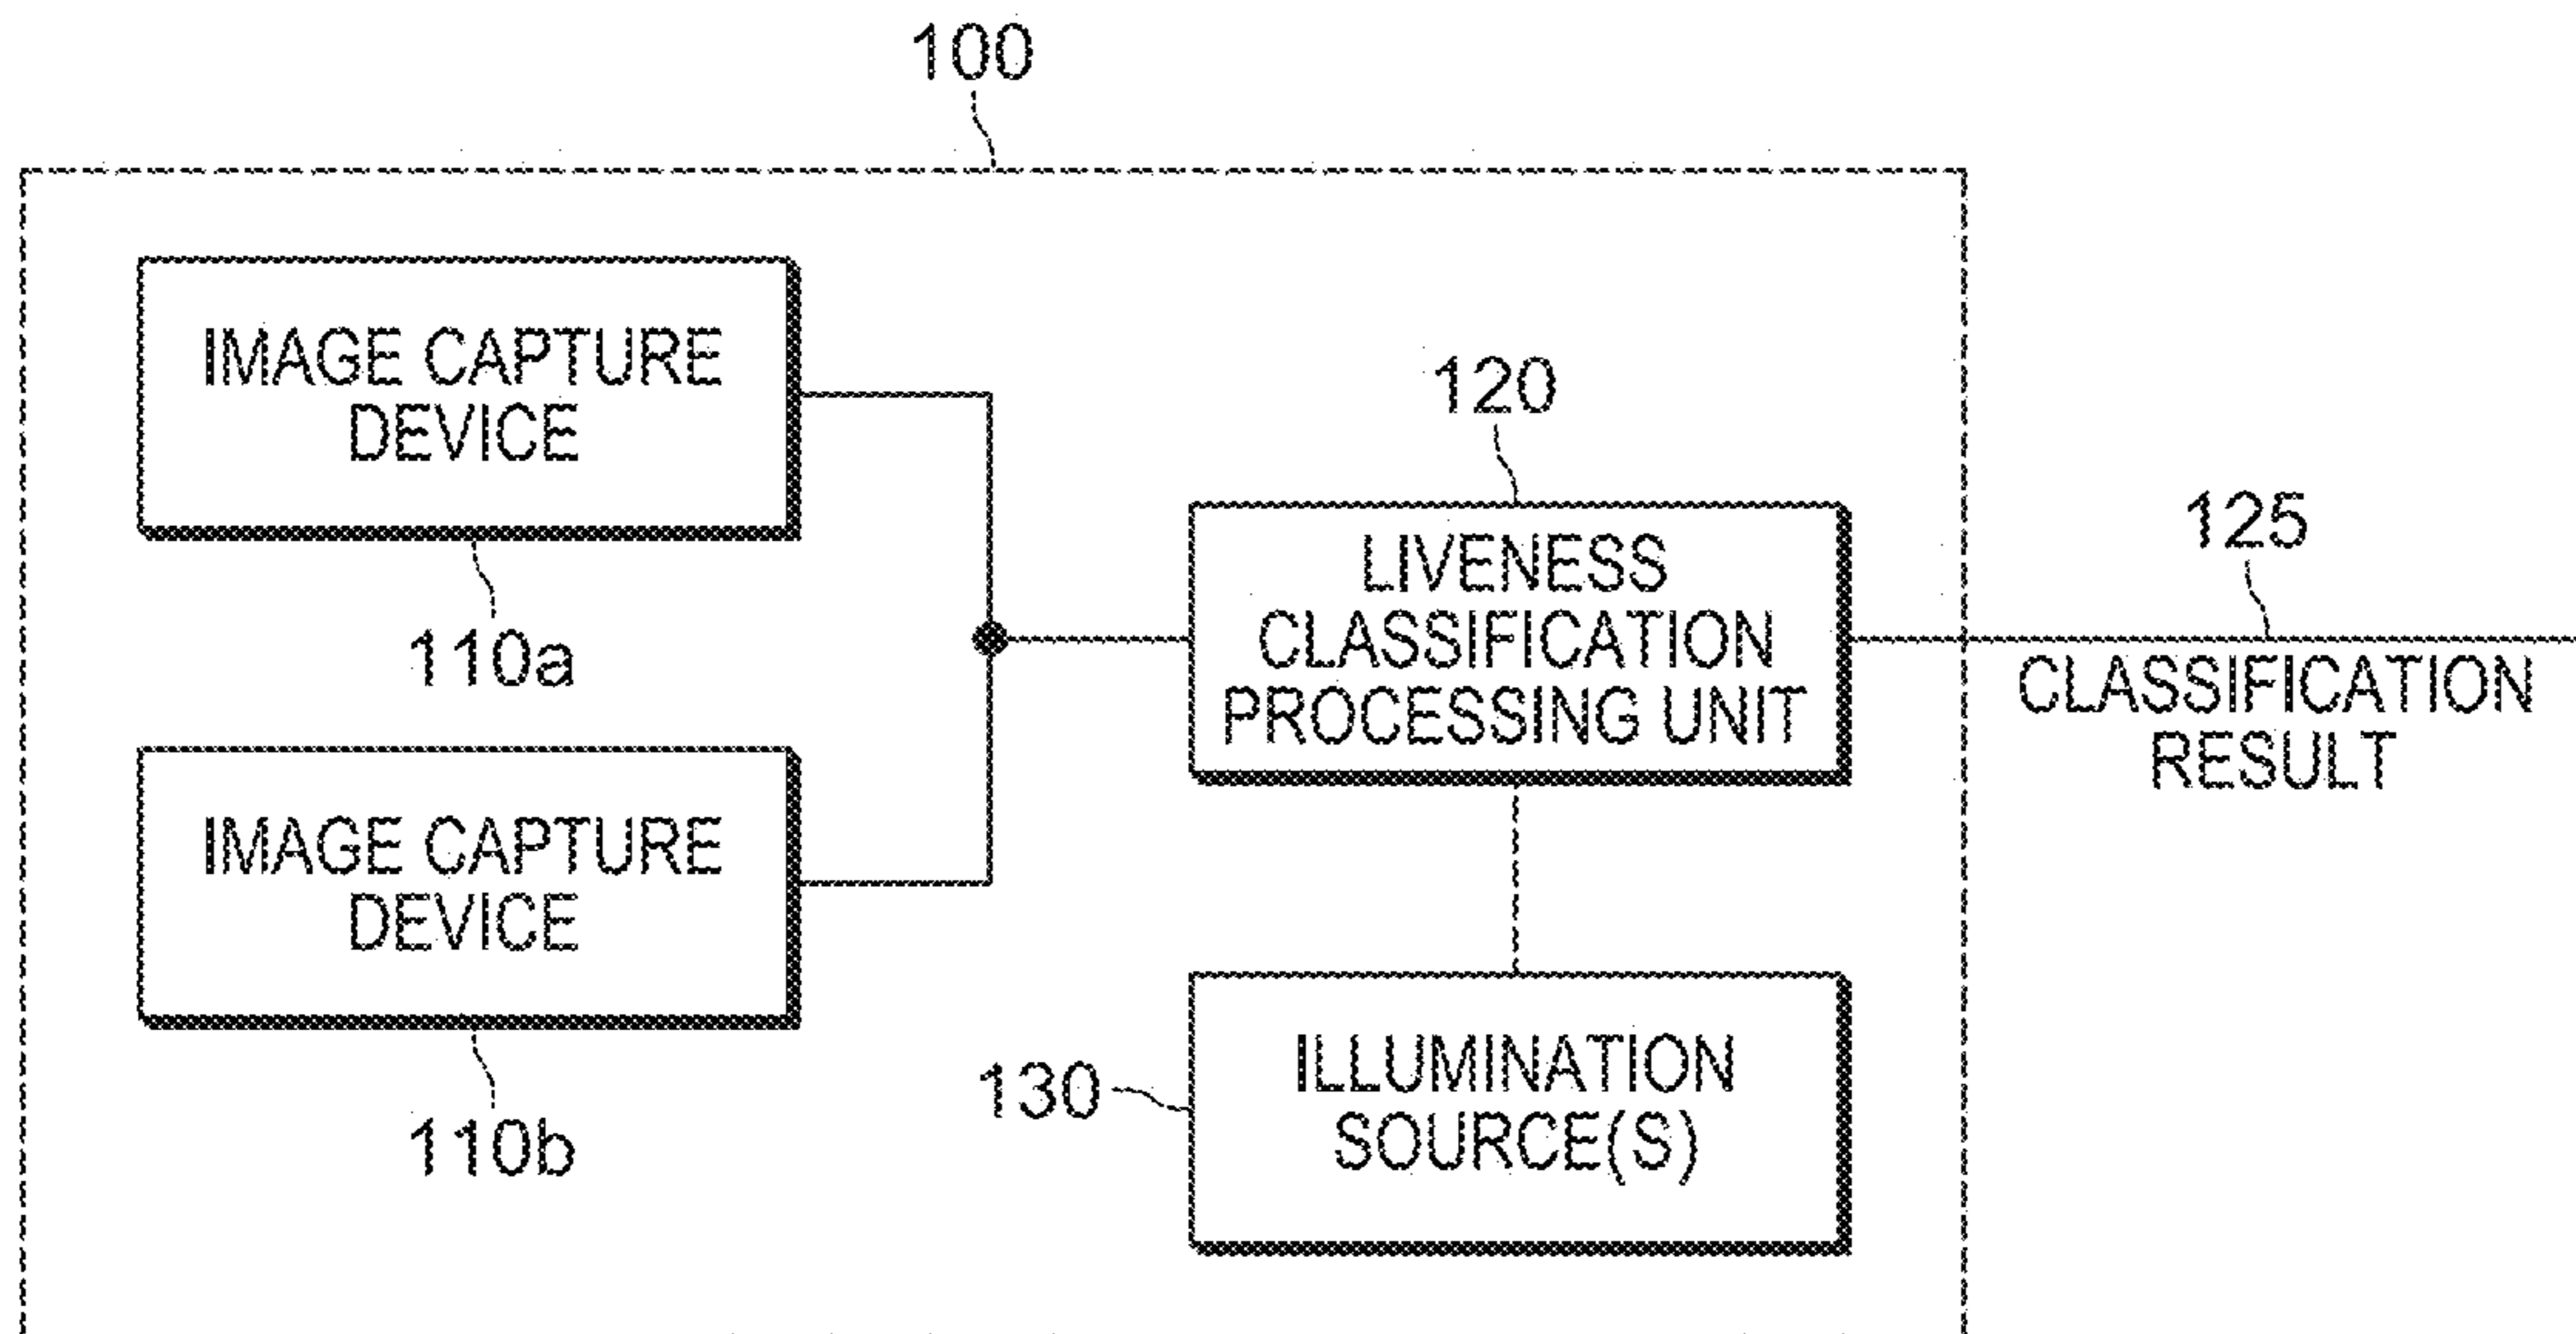 100
IMAGE CAPTURE
DEVICE
110a
120
LIVENESS
CLASSIFICATION
PROCESSING UNIT
125
CLASSIFICATION
RESULT
IMAGE CAPTURE
DEVICE
110b
130
ILLUMINATION
SOURCE(S)